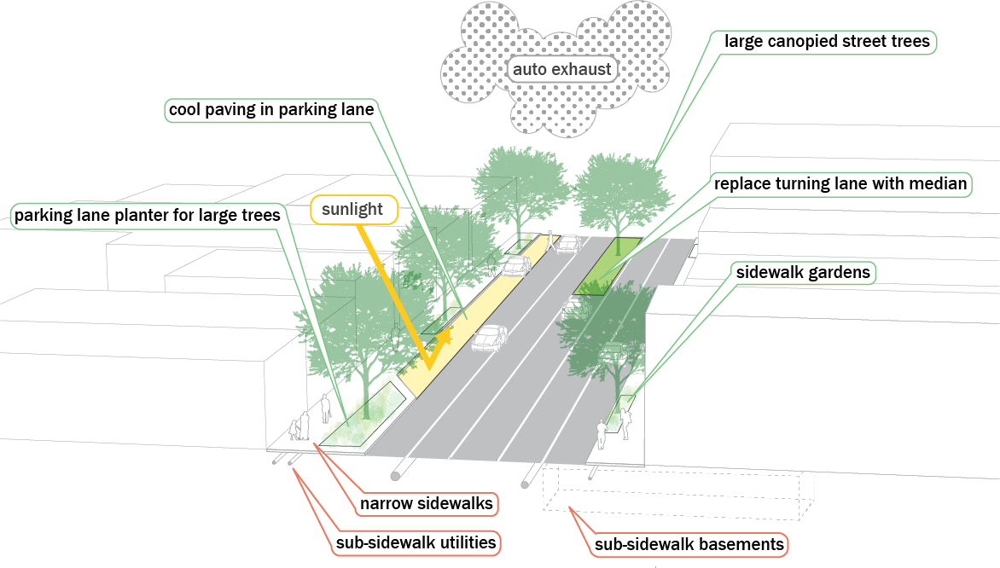 large canopied street trees
auto exhaust
cool paving in parking lane
replace turning lane with median
sunlight
parking lane planter for large trees
sidewalk gardens
narrow sidewalks
sub-sidewalk utilities
sub-sidewalk basements